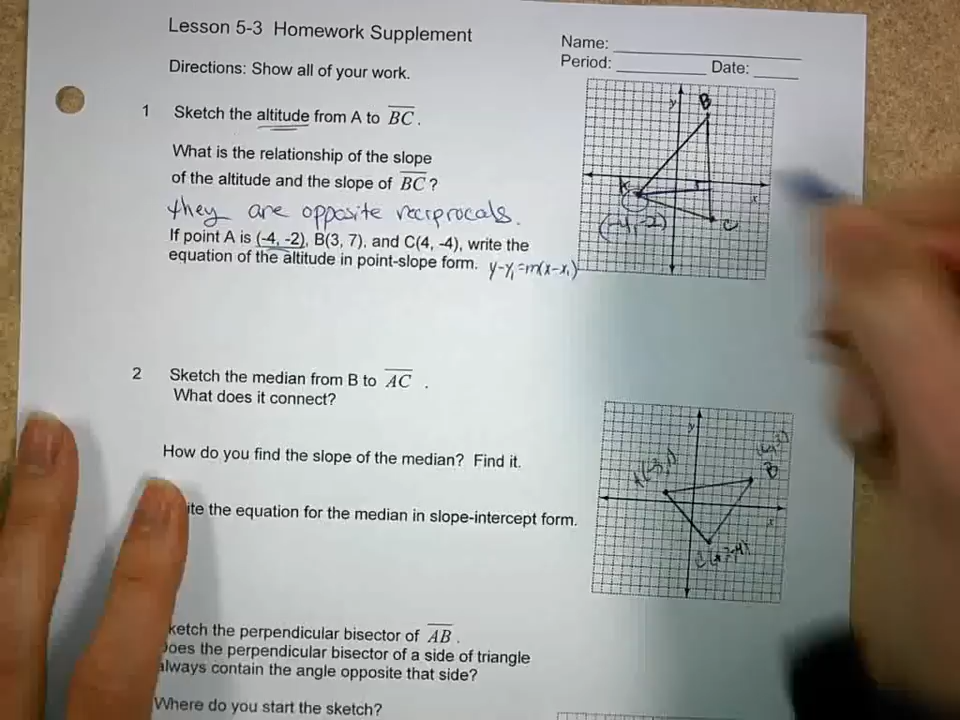 Lesson 5-3 Homework Supplement
Name:
Period: Date:
Directions: Show all of your work.
1 Sketch the altitude from A to BC.
What is the relationship of the slope
of the altitude and the slope of BC?
they are opposite reciprocals.
If point A is (-4, -2), B(3, 7), and C(4, -4), write the
equation of the altitude in point-slope form. y-y₁=m(x-x₁)
y
B
A
x
(-4,-2)
C
2 Sketch the median from B to AC .
What does it connect?
How do you find the slope of the median? Find it.
ite the equation for the median in slope-intercept form.
y
B
x
ketch the perpendicular bisector of AB .
Does the perpendicular bisector of a side of triangle
always contain the angle opposite that side?
Where do you start the sketch?